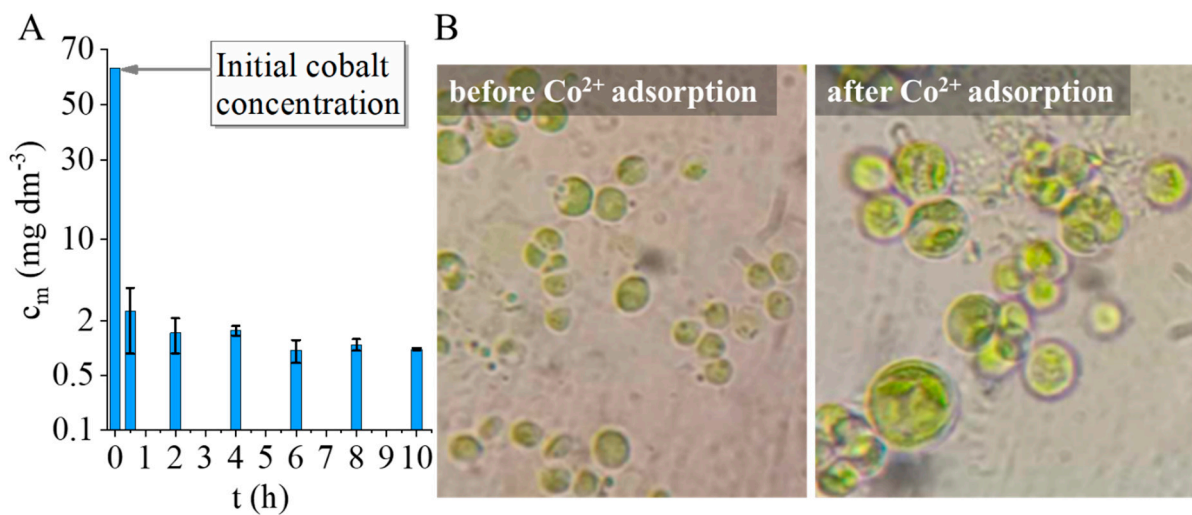 A
B
70
50
30
10
2
0.5
0.1
c_m (mg dm⁻³)
Initial cobalt
concentration
0 1 2 3 4 5 6 7 8 9 10
t (h)
before Co²⁺ adsorption
after Co²⁺ adsorption